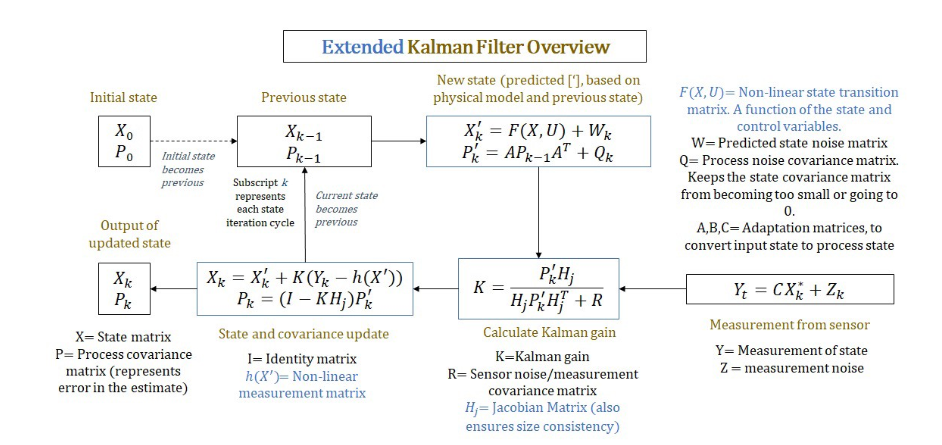 Extended Kalman Filter Overview
Initial state
X₀
P₀
Initial state
becomes
previous
Previous state
Xₖ₋₁
Pₖ₋₁
Subscript k
represents
each state
iteration cycle
Current state
becomes
previous
New state (predicted ['], based on
physical model and previous state)
X′ₖ = F(X, U) + Wₖ
P′ₖ = APₖ₋₁Aᵀ + Qₖ
F(X, U)= Non-linear state transition
matrix. A function of the state and
control variables.
W= Predicted state noise matrix
Q= Process noise covariance matrix.
Keeps the state covariance matrix
from becoming too small or going to
0.
A,B,C= Adaptation matrices, to
convert input state to process state
Output of
updated state
Xₖ
Pₖ
X= State matrix
P= Process covariance
matrix (represents
error in the estimate)
Xₖ = X′ₖ + K(Yₖ − h(X′))
Pₖ = (I − KHⱼ)P′ₖ
State and covariance update
I= Identity matrix
h(X′)= Non-linear
measurement matrix
K = P′ₖHⱼ / HⱼP′ₖHⱼᵀ + R
Calculate Kalman gain
K=Kalman gain
R= Sensor noise/measurement
covariance matrix
Hⱼ= Jacobian Matrix (also
ensures size consistency)
Yₜ = CX*ₖ + Zₖ
Measurement from sensor
Y= Measurement of state
Z = measurement noise